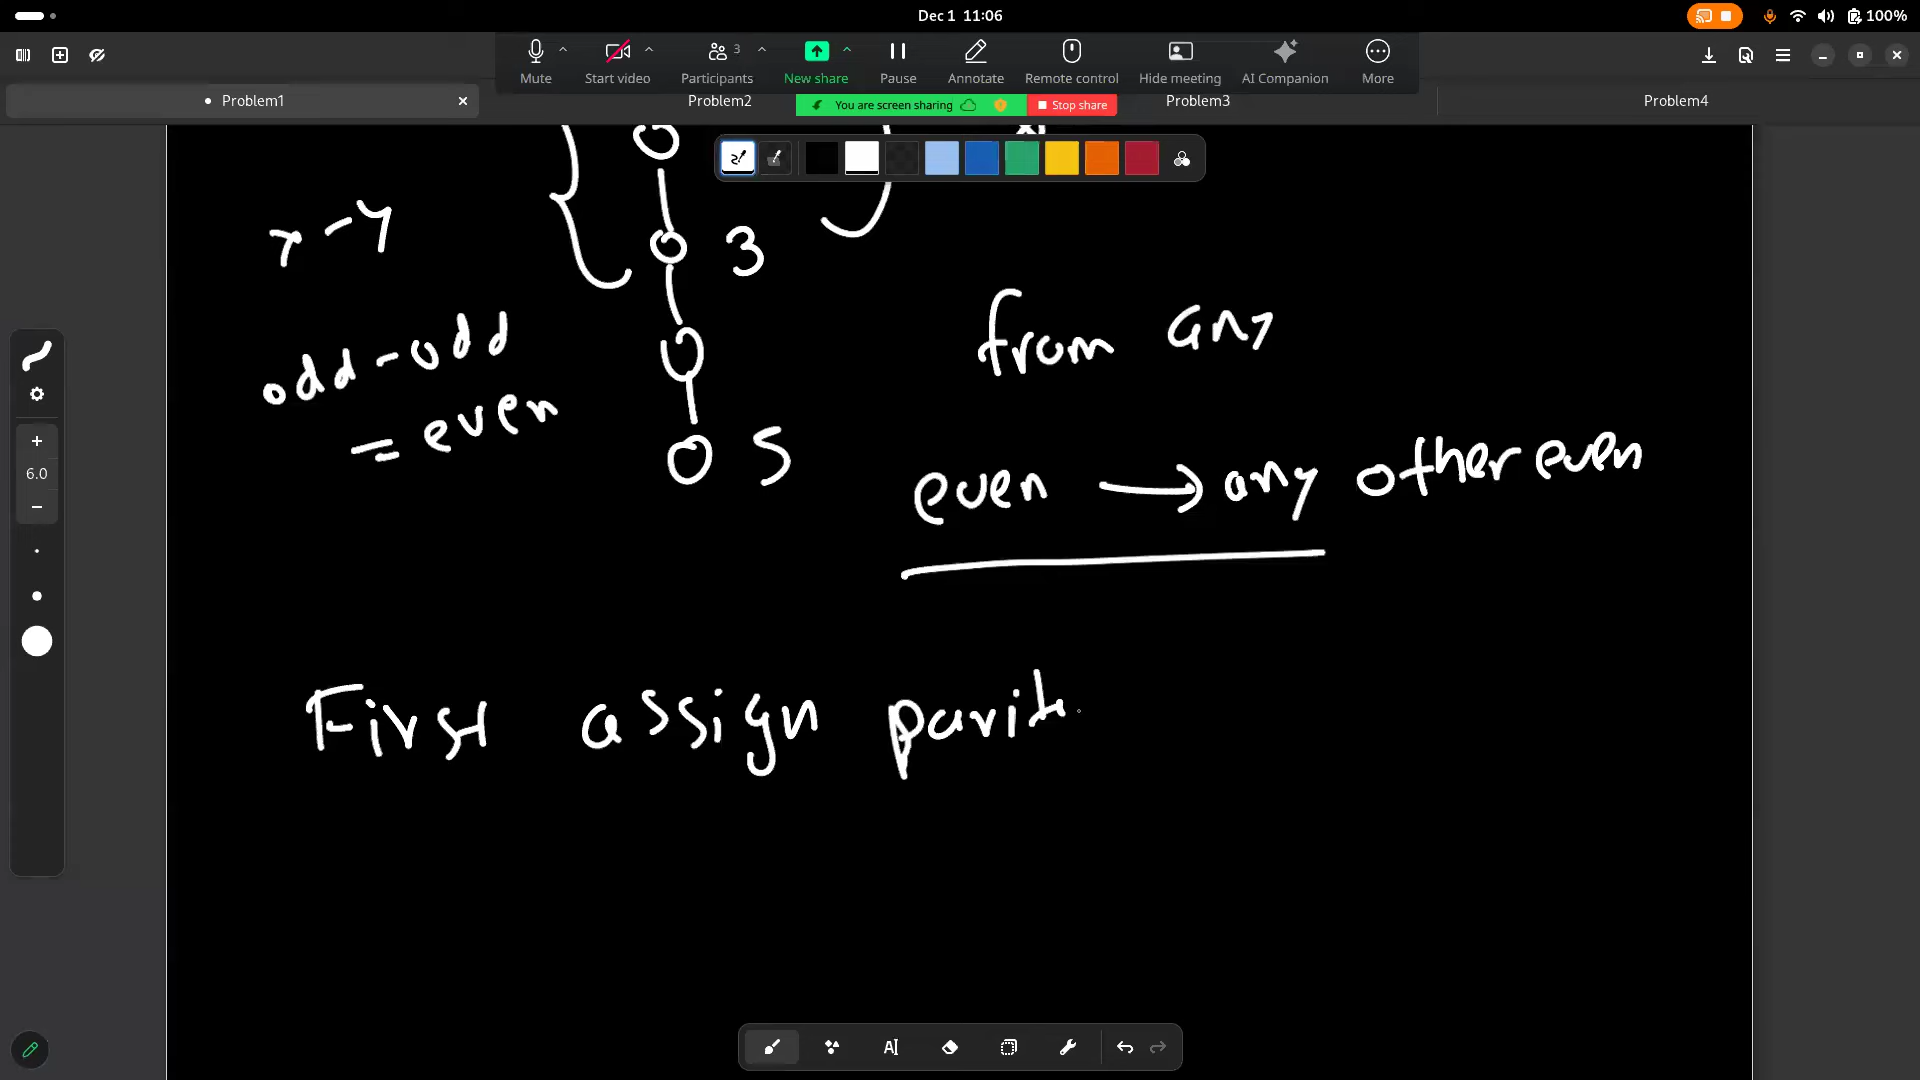 Dec 1 11:06
100%
Mute
Start video
Participants
3
New share
Pause
Annotate
Remote control
Hide meeting
AI Companion
More
Problem1
Problem2
You are screen sharing
Stop share
Problem3
Problem4
x-y
3
from any
odd-odd
= even
5
even → any other even
6.0
First assign parit